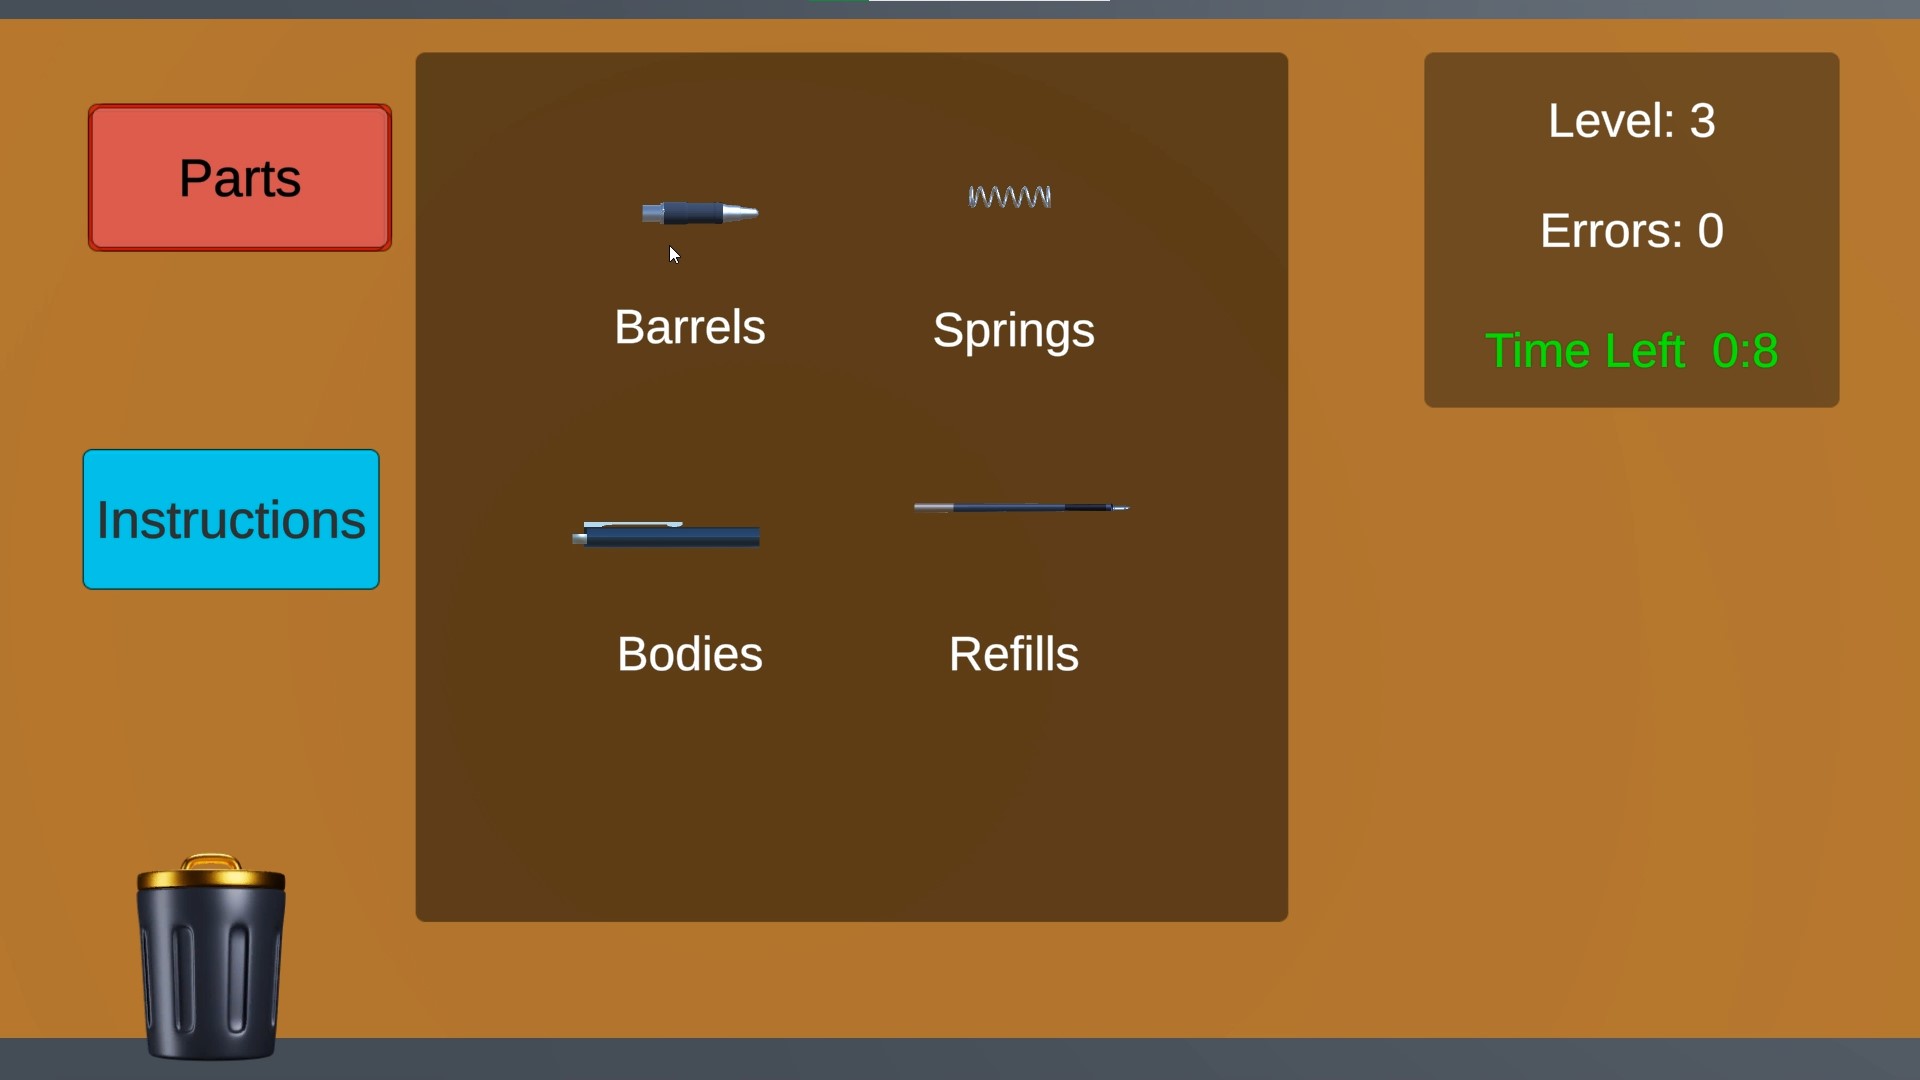 Parts
Instructions
Barrels
Springs
Bodies
Refills
Level: 3
Errors: 0
Time Left 0:8